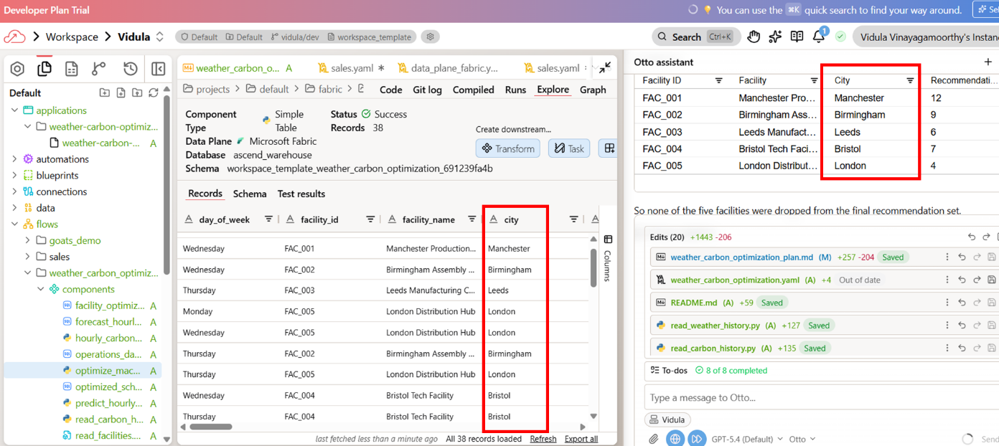 Developer Plan Trial
You can use the ⌘K quick search to find your way around.
Workspace
Vidula
Default
Default
vidula/dev
workspace_template
Search Ctrl+K
1
Vidula Vinayagamoorthy's Instanc
Default
applications
weather-carbon-optimiz...
weather-carbon-... A
automations
blueprints
connections
data
flows
goats_demo
sales
weather_carbon_optimiz...
components
facility_optimiz... A
forecast_hourl... A
hourly_carbon... A
operations_da... A
optimize_mac... A
optimized_sch... A
predict_hourly... A
read_carbon_h... A
read_facilities.... A
weather_carbon_o... A
sales.yaml *
data_plane_fabric.y...
sales.yaml
projects > default > fabric >
Code Git log Compiled Runs Explore Graph
Component Type Simple Table
Status Success
Records 38
Data Plane Microsoft Fabric
Database ascend_warehouse
Schema workspace_template_weather_carbon_optimization_691239fa4b
Create downstream...
Transform Task
Records Schema Test results
day_of_week facility_id facility_name city
Wednesday FAC_001 Manchester Production... Manchester
Wednesday FAC_002 Birmingham Assembly ... Birmingham
Thursday FAC_003 Leeds Manufacturing C... Leeds
Monday FAC_005 London Distribution Hub London
Wednesday FAC_005 London Distribution Hub London
Thursday FAC_002 Birmingham Assembly ... Birmingham
Thursday FAC_005 London Distribution Hub London
Wednesday FAC_004 Bristol Tech Facility Bristol
Thursday FAC_004 Bristol Tech Facility Bristol
Columns
last fetched less than a minute ago All 38 records loaded Refresh Export all
Otto assistant
Facility ID Facility City Recommendati...
FAC_001 Manchester Pro... Manchester 12
FAC_002 Birmingham Ass... Birmingham 9
FAC_003 Leeds Manufact... Leeds 6
FAC_004 Bristol Tech Faci... Bristol 7
FAC_005 London Distribut... London 4
So none of the five facilities were dropped from the final recommendation set.
Edits (20) +1443 -206
weather_carbon_optimization_plan.md (M) +257 -204 Saved
weather_carbon_optimization.yaml (A) +4 Out of date
README.md (A) +59 Saved
read_weather_history.py (A) +127 Saved
read_carbon_history.py (A) +135 Saved
To-dos 8 of 8 completed
Type a message to Otto...
Vidula
GPT-5.4 (Default) Otto
Send